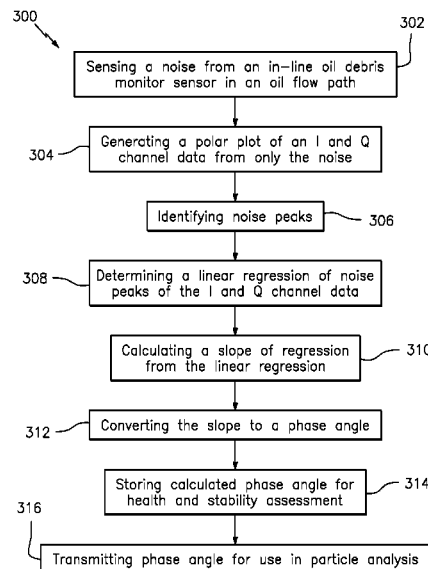 300
302
Sensing a noise from an in-line oil debris
monitor sensor in an oil flow path
304
Generating a polar plot of an I and Q
channel data from only the noise
Identifying noise peaks
306
308
Determining a linear regression of noise
peaks of the I and Q channel data
Calculating a slope of regression
from the linear regression
310
312
Converting the slope to a phase angle
Storing calculated phase angle for
health and stability assessment
314
316
Transmitting phase angle for use in particle analysis